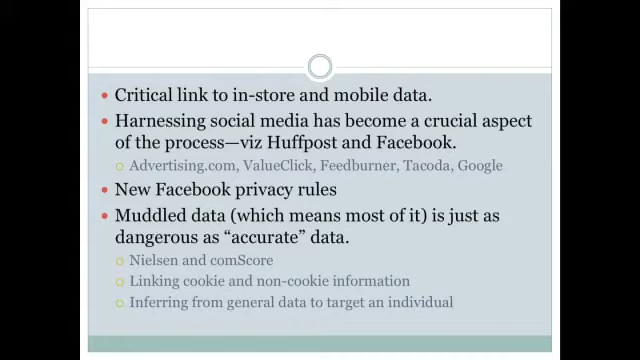 Critical link to in-store and mobile data.
Harnessing social media has become a crucial aspect
of the process—viz Huffpost and Facebook.
Advertising.com, ValueClick, Feedburner, Tacoda, Google
New Facebook privacy rules
Muddled data (which means most of it) is just as
dangerous as “accurate” data.
Nielsen and comScore
Linking cookie and non-cookie information
Inferring from general data to target an individual